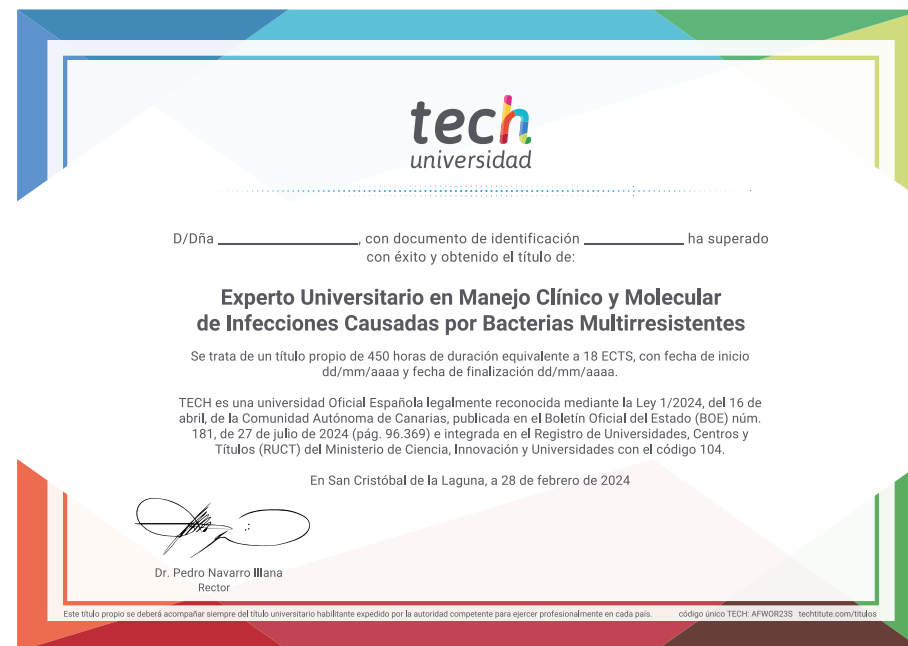 tech
universidad
D/Dña ____________________, con documento de identificación ______________ ha superado
con éxito y obtenido el título de:
Experto Universitario en Manejo Clínico y Molecular
de Infecciones Causadas por Bacterias Multirresistentes
Se trata de un título propio de 450 horas de duración equivalente a 18 ECTS, con fecha de inicio
dd/mm/aaaa y fecha de finalización dd/mm/aaaa.
TECH es una universidad Oficial Española legalmente reconocida mediante la Ley 1/2024, del 16 de
abril, de la Comunidad Autónoma de Canarias, publicada en el Boletín Oficial del Estado (BOE) núm.
181, de 27 de julio de 2024 (pág. 96.369) e integrada en el Registro de Universidades, Centros y
Títulos (RUCT) del Ministerio de Ciencia, Innovación y Universidades con el código 104.
En San Cristóbal de la Laguna, a 28 de febrero de 2024
Dr. Pedro Navarro Illana
Rector
Este título propio se deberá acompañar siempre del título universitario habilitante expedido por la autoridad competente para ejercer profesionalmente en cada país.
código único TECH: AFWOR23S techtitute.com/titulos